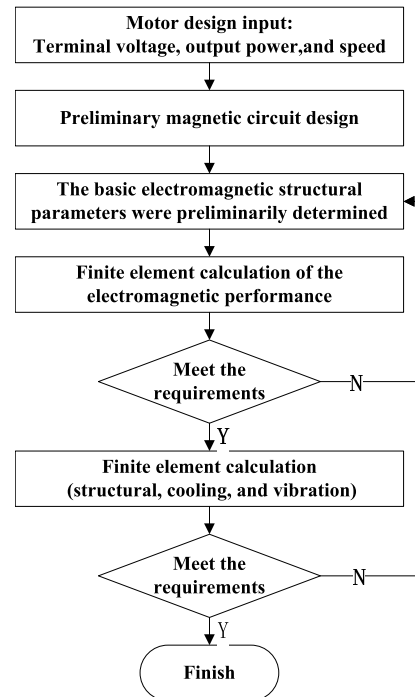 Motor design input:
Terminal voltage, output power,and speed
Preliminary magnetic circuit design
The basic electromagnetic structural
parameters were preliminarily determined
Finite element calculation of the
electromagnetic performance
Meet the
requirements
N
Y
Finite element calculation
(structural, cooling, and vibration)
Meet the
requirements
N
Y
Finish